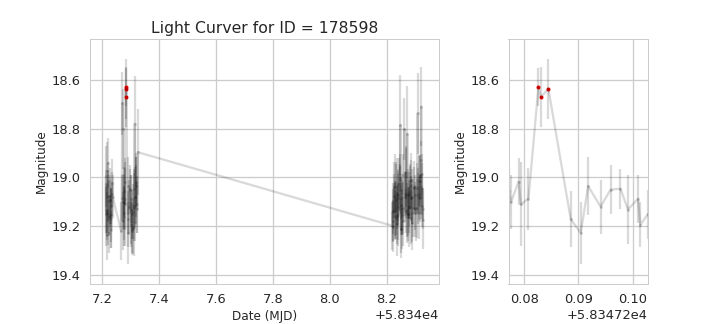 Light Curver for ID = 178598
Magnitude
18.6
18.8
19.0
19.2
19.4
7.2 7.4 7.6 7.8 8.0 8.2
Date (MJD)
+5.834e4
Magnitude
18.6
18.8
19.0
19.2
19.4
0.08 0.09 0.10
+5.83472e4